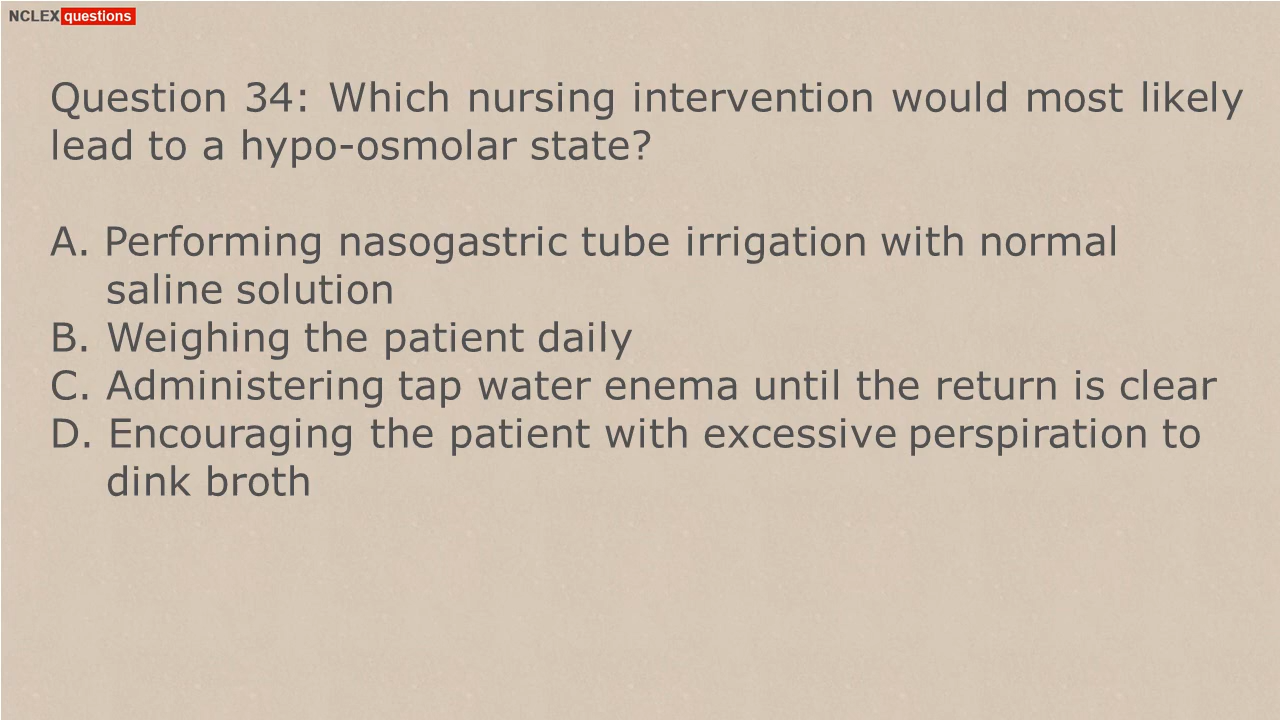 NCLEX questions
Question 34: Which nursing intervention would most likely
lead to a hypo-osmolar state?
A. Performing nasogastric tube irrigation with normal
saline solution
B. Weighing the patient daily
C. Administering tap water enema until the return is clear
D. Encouraging the patient with excessive perspiration to
dink broth